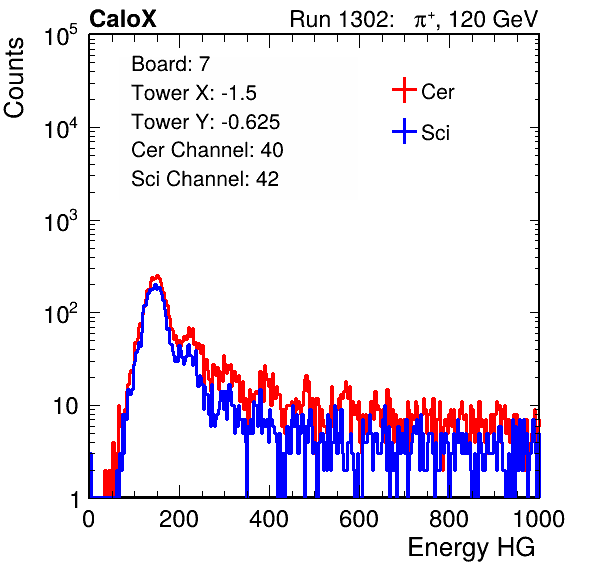 CaloX Run 1302: π⁺, 120 GeV
Counts
10⁵
10⁴
10³
10²
10
1
Board: 7
Tower X: -1.5
Tower Y: -0.625
Cer Channel: 40
Sci Channel: 42
Cer
Sci
0 200 400 600 800 1000
Energy HG